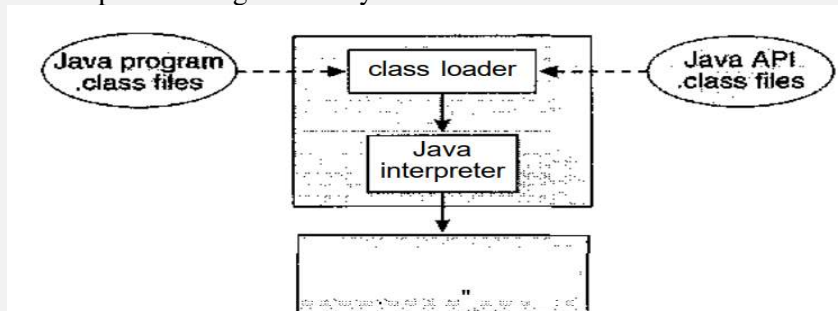 Java program
.class files
class loader
Java API
.class files
Java
interpreter
"